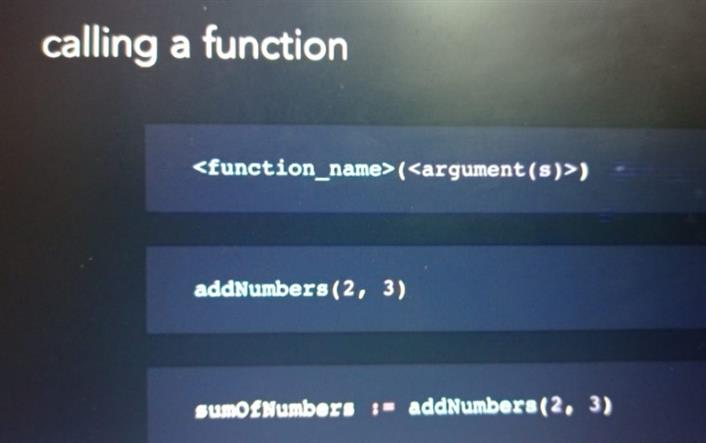 calling a function
<function_name>(<argument(s)>)
addNumbers(2, 3)
sumOfNumbers := addNumbers(2, 3)